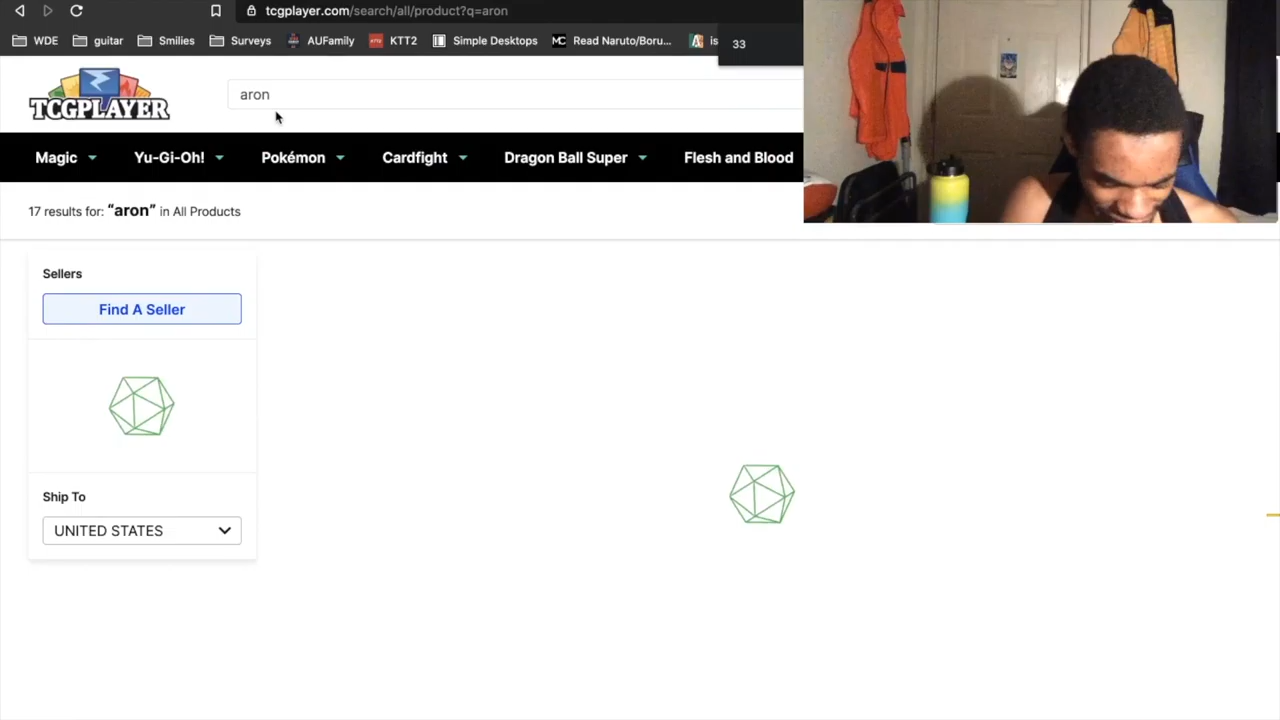 tcgplayer.com/search/all/product?q=aron
WDE guitar Smilies Surveys AUFamily KTT2 Simple Desktops MC Read Naruto/Boru... is 33
TCGPLAYER
aron
Magic Yu-Gi-Oh! Pokémon Cardfight Dragon Ball Super Flesh and Blood
17 results for: “aron” in All Products
Sellers
Find A Seller
Ship To
UNITED STATES